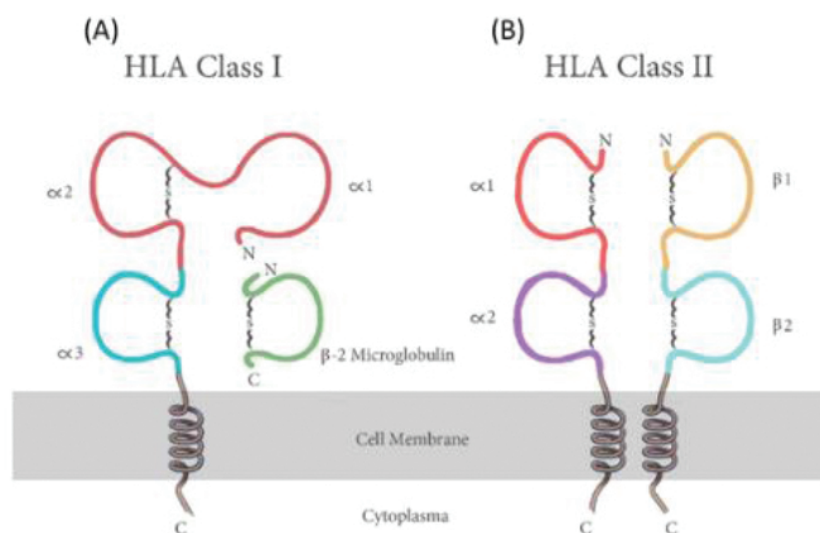 (A)
HLA Class I
(B)
HLA Class II
∝2
S
∝1
N
N
∝3
S
S
β-2 Microglobulin
C
N
N
∝1
S
S
β1
∝2
S
S
β2
Cell Membrane
C
Cytoplasma
C
C